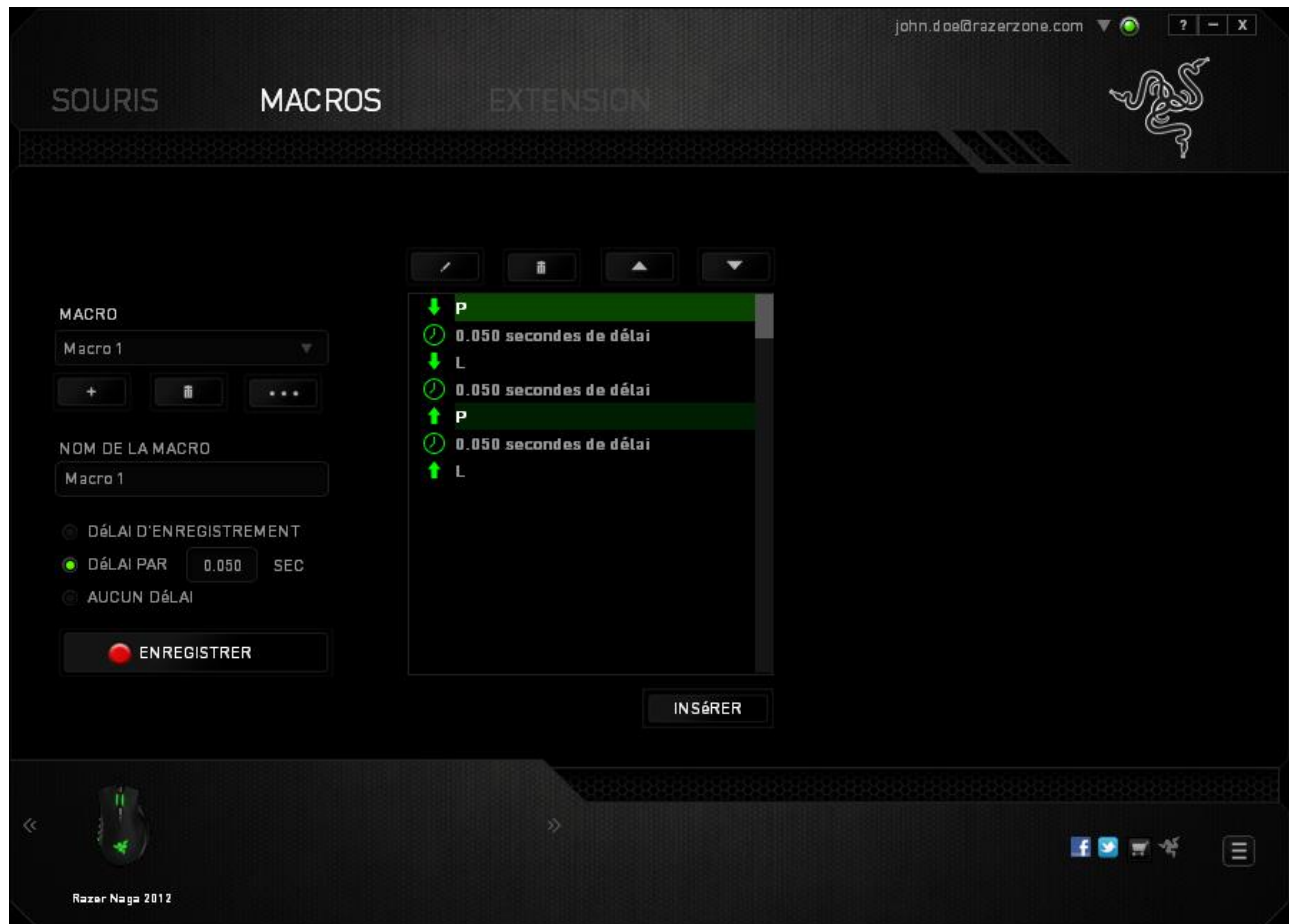 john.doe@razerzone.com
? – X
SOURIS MACROS EXTENSION
MACRO
Macro 1
+
NOM DE LA MACRO
Macro 1
DéLAI D'ENREGISTREMENT
DéLAI PAR 0.050 SEC
AUCUN DéLAI
ENREGISTRER
P
0.050 secondes de délai
L
0.050 secondes de délai
P
0.050 secondes de délai
L
INSéRER
Razer Naga 2012